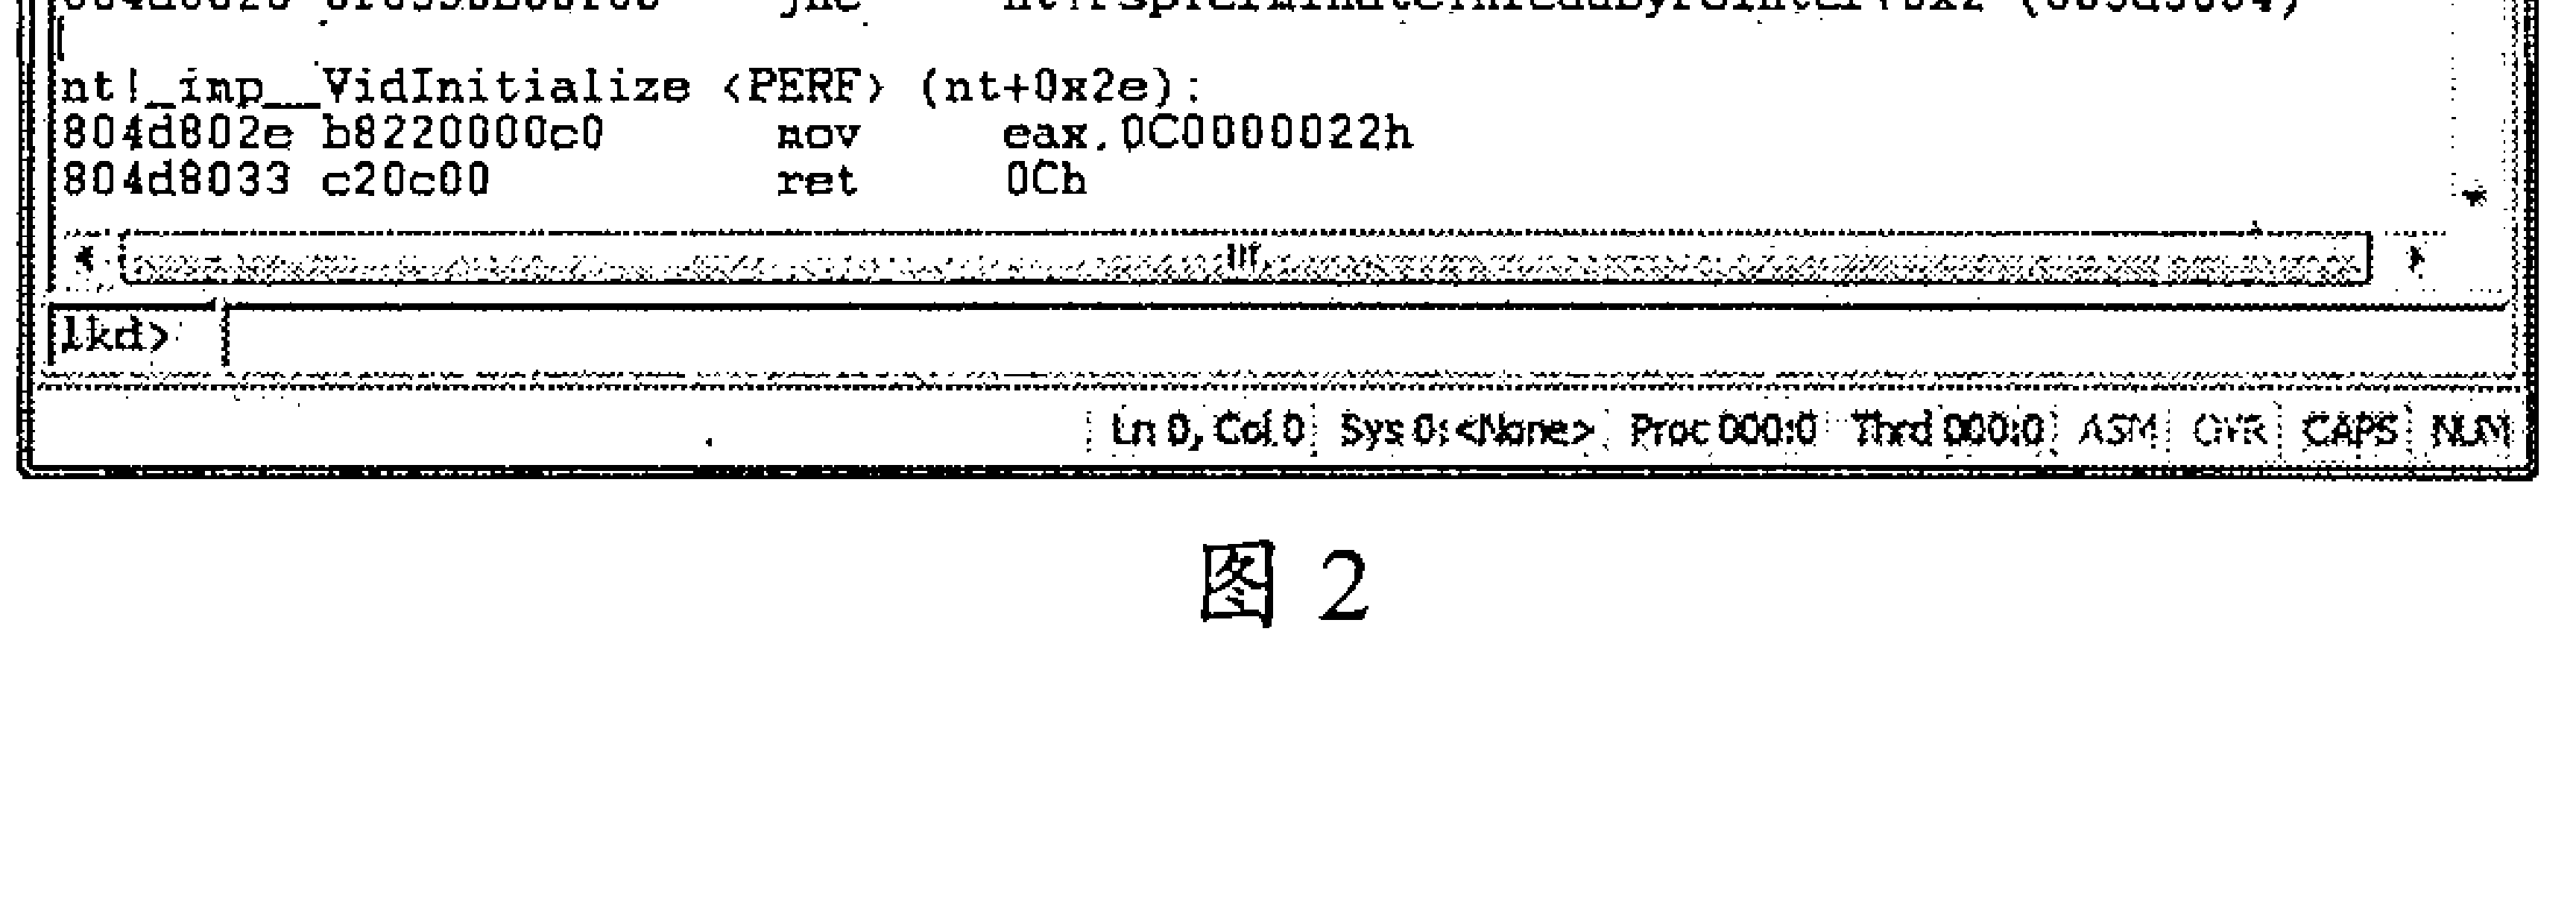 nt!_imp__VidInitialize <PERF> (nt+0x2e):
804d802e b8220000c0 mov eax,0C0000022h
804d8033 c20c00 ret 0Ch
lkd>
Ln 0, Col 0 Sys 0:<None> Proc 000:0 Thrd 000:0 ASM OVR CAPS NUM
图 2